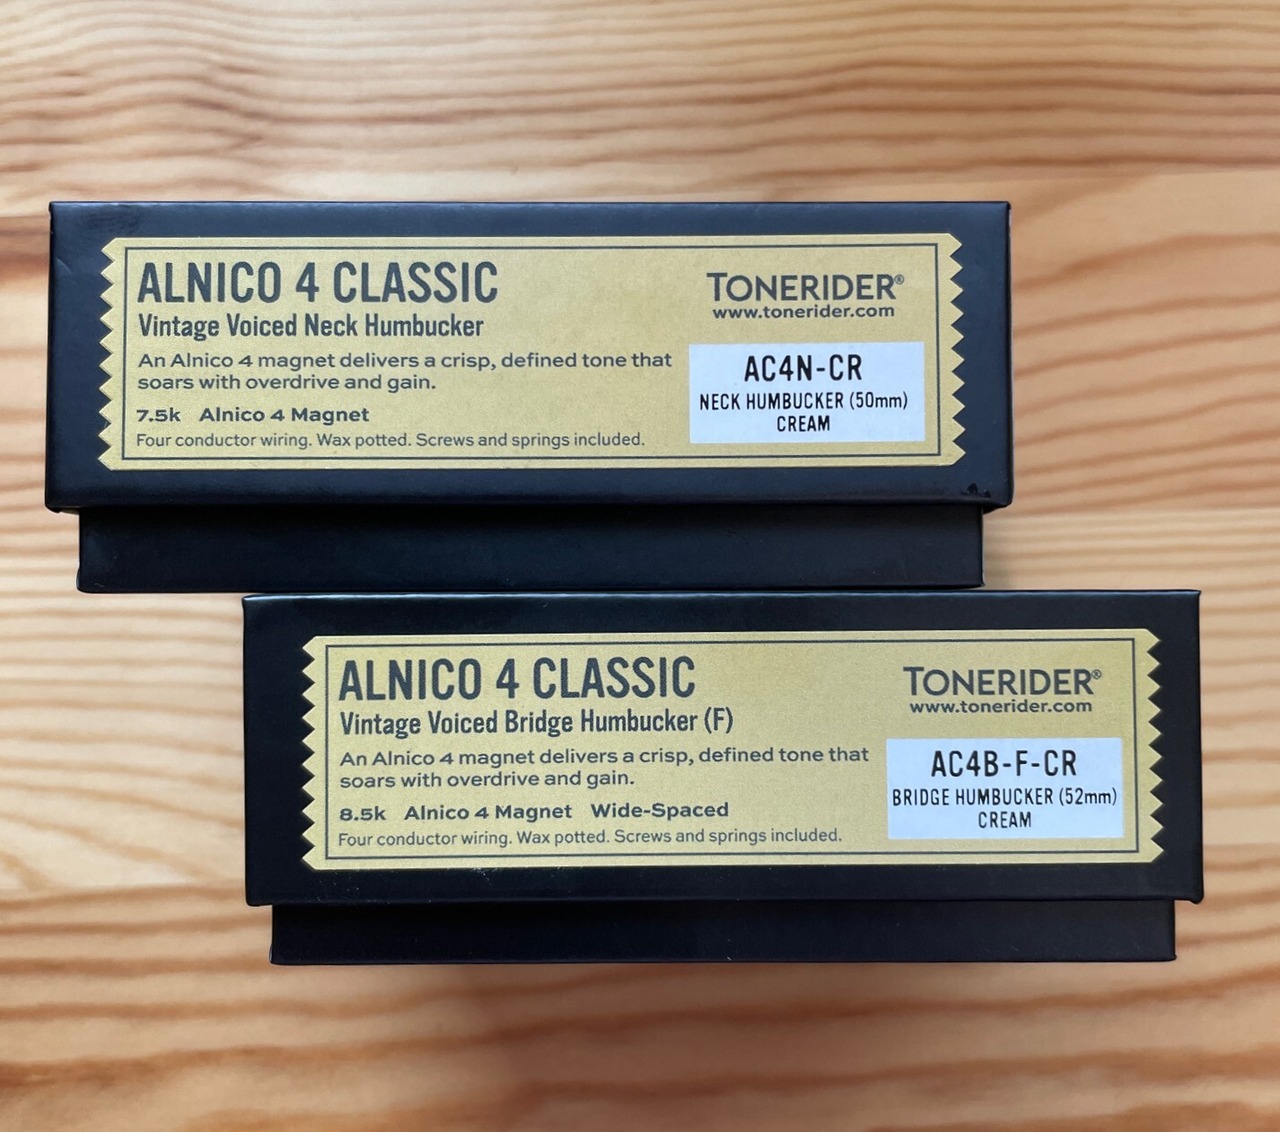 ALNICO 4 CLASSIC
Vintage Voiced Neck Humbucker
An Alnico 4 magnet delivers a crisp, defined tone that
soars with overdrive and gain.
7.5k Alnico 4 Magnet
Four conductor wiring. Wax potted. Screws and springs included.
TONERIDER®
www.tonerider.com
AC4N-CR
NECK HUMBUCKER (50mm)
CREAM
ALNICO 4 CLASSIC
Vintage Voiced Bridge Humbucker (F)
An Alnico 4 magnet delivers a crisp, defined tone that
soars with overdrive and gain.
8.5k Alnico 4 Magnet Wide-Spaced
Four conductor wiring. Wax potted. Screws and springs included.
TONERIDER®
www.tonerider.com
AC4B-F-CR
BRIDGE HUMBUCKER (52mm)
CREAM